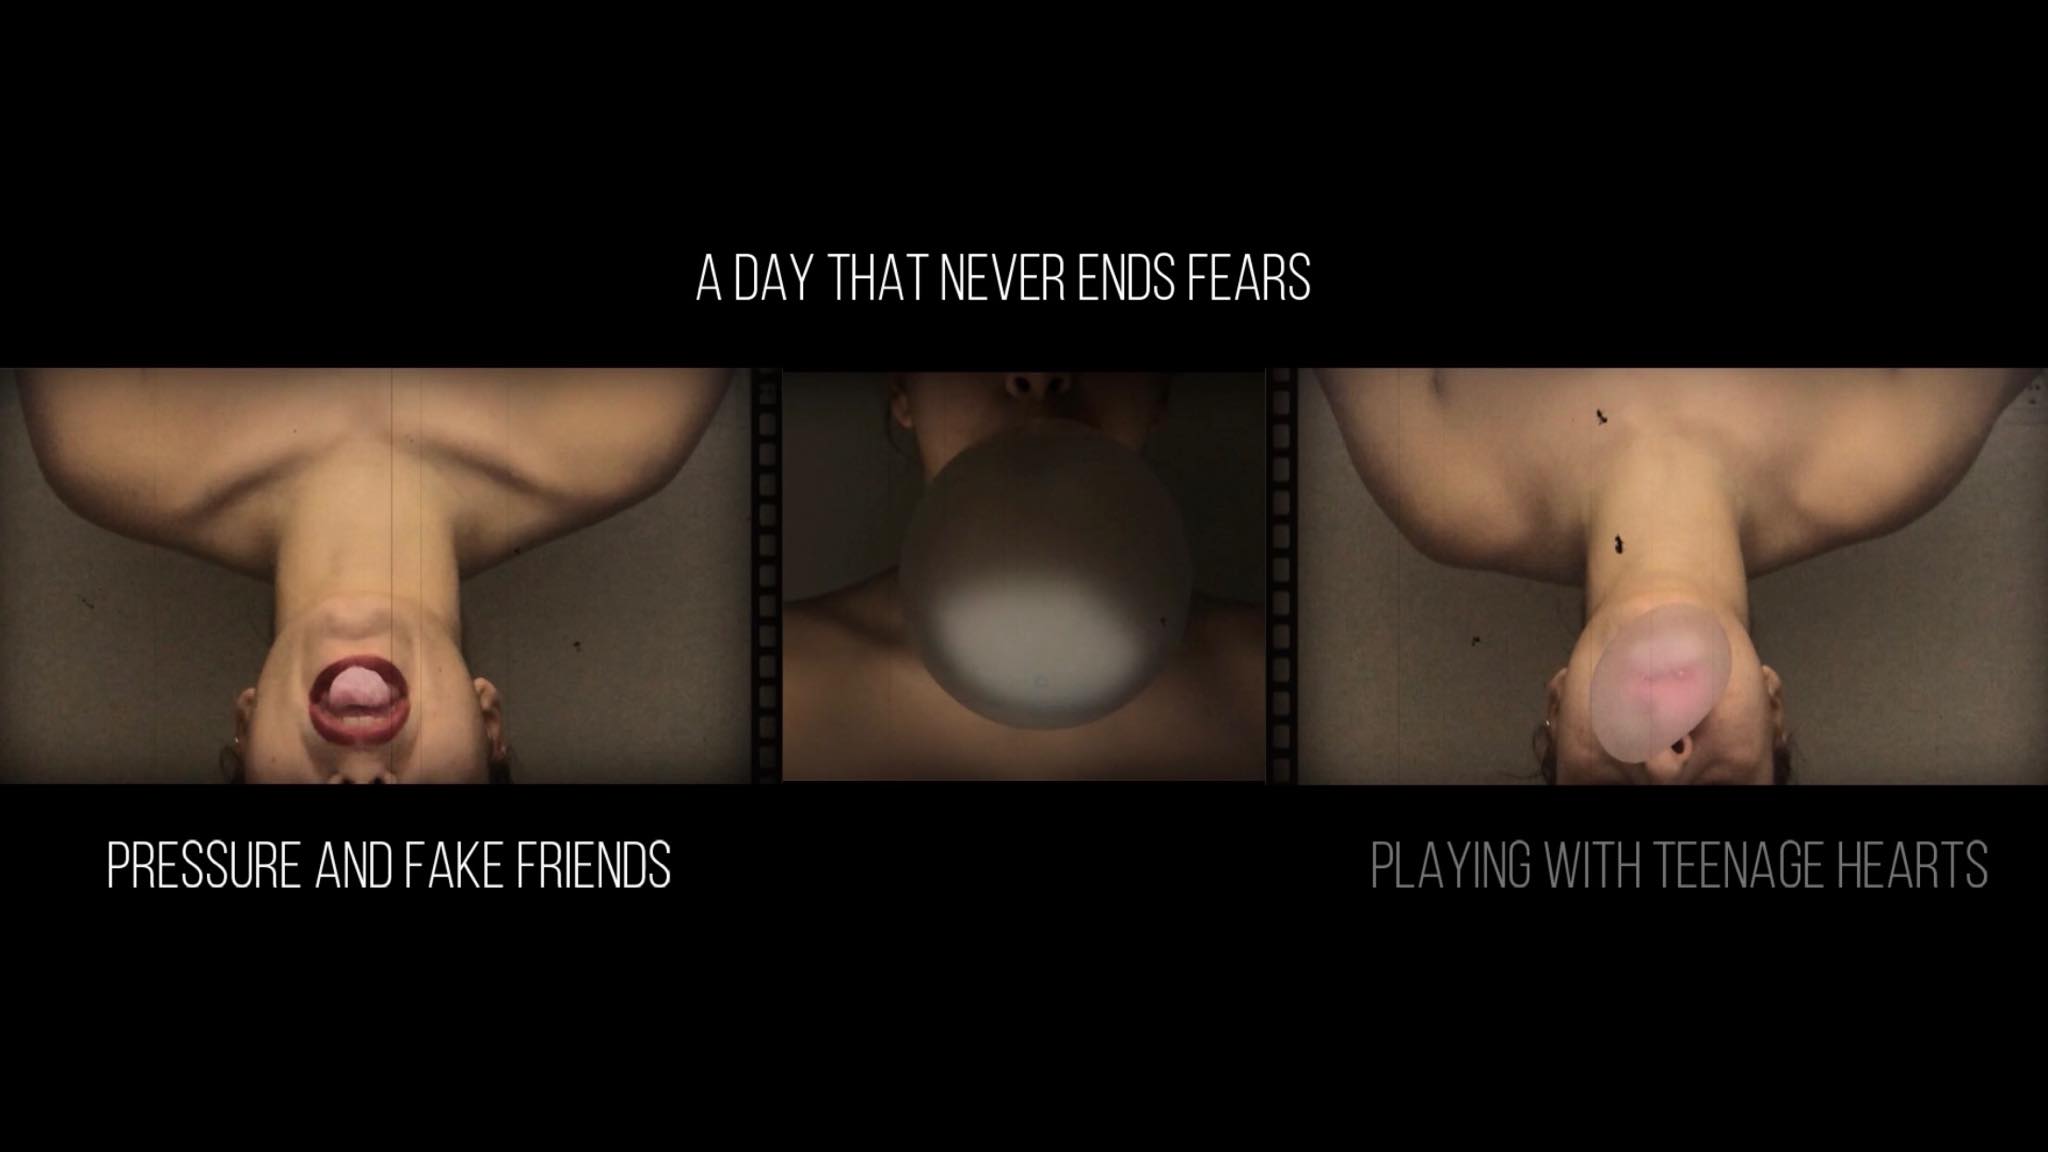 A DAY THAT NEVER ENDS FEARS
PRESSURE AND FAKE FRIENDS
PLAYING WITH TEENAGE HEARTS